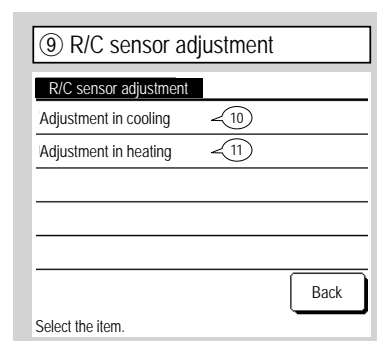 ⑨ R/C sensor adjustment
R/C sensor adjustment
Adjustment in cooling 10
Adjustment in heating 11
Back
Select the item.